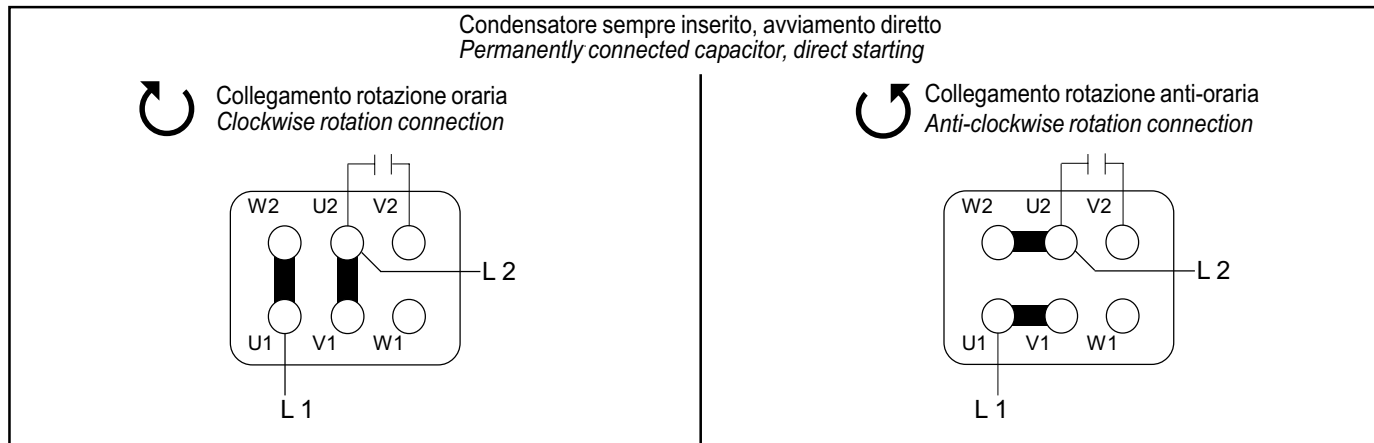 Condensatore sempre inserito, avviamento diretto
Permanently connected capacitor, direct starting
Collegamento rotazione oraria
Clockwise rotation connection
W2 U2 V2
L 2
U1 V1 W1
L 1
Collegamento rotazione anti-oraria
Anti-clockwise rotation connection
W2 U2 V2
L 2
U1 V1 W1
L 1